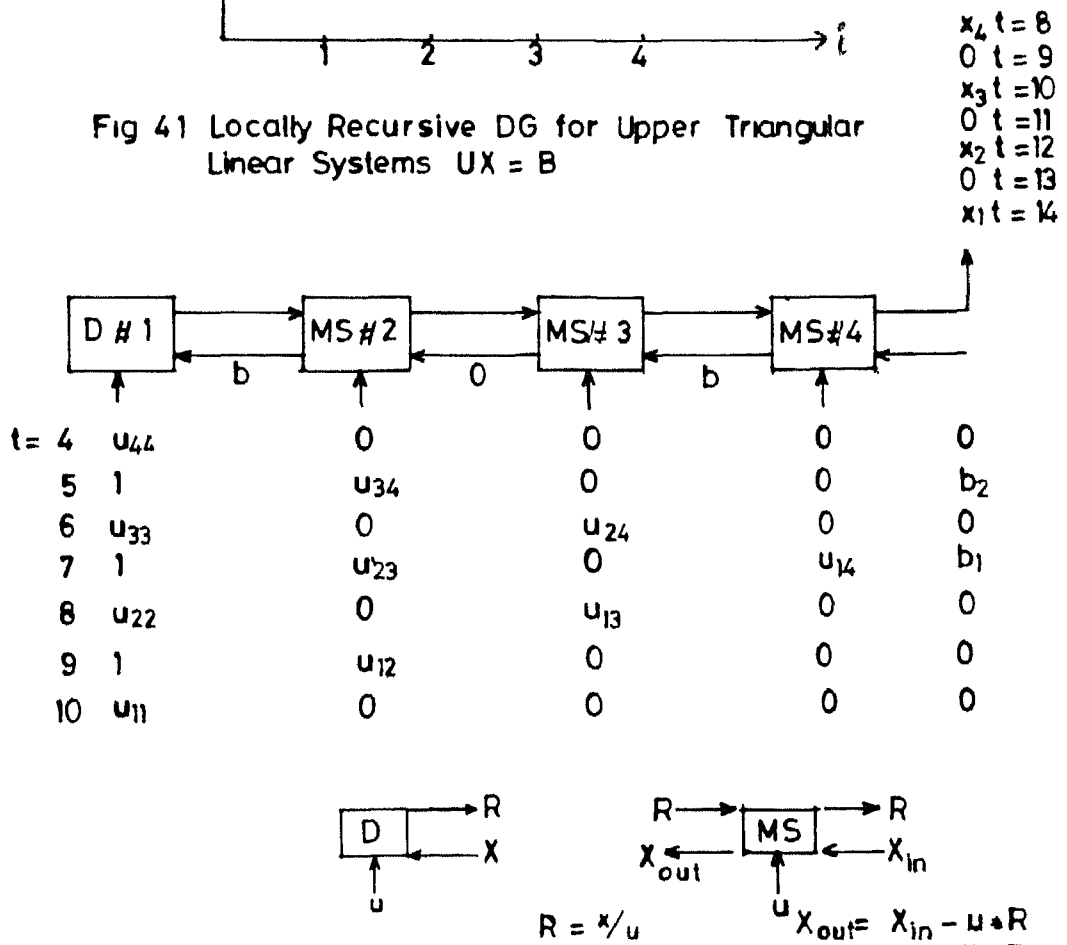 1 2 3 4 i
Fig 41 Locally Recursive DG for Upper Triangular
Linear Systems UX = B
x₄ t = 8
0 t = 9
x₃ t = 10
0 t = 11
x₂ t = 12
0 t = 13
x₁ t = 14
D # 1 MS # 2 MS # 3 MS # 4
b 0 b
t = 4 u₄₄ 0 0 0 0
5 1 u₃₄ 0 0 b₂
6 u₃₃ 0 u₂₄ 0 0
7 1 u₂₃ 0 u₁₄ b₁
8 u₂₂ 0 u₁₃ 0 0
9 1 u₁₂ 0 0 0
10 u₁₁ 0 0 0 0
D R X u
R MS R
X_out X_in
u
R = x/u
X_out = X_in - u * R